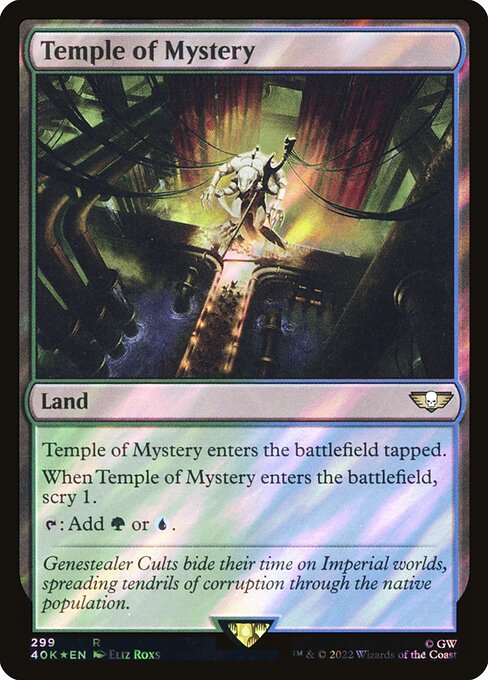 Temple of Mystery
Land
Temple of Mystery enters the battlefield tapped.
When Temple of Mystery enters the battlefield,
scry 1.
: Add or .
Genestealer Cults bide their time on Imperial worlds,
spreading tendrils of corruption through the native
population.
299 R
40K★EN Eliz Roxs
© GW
™ & © 2022 Wizards of the Coast